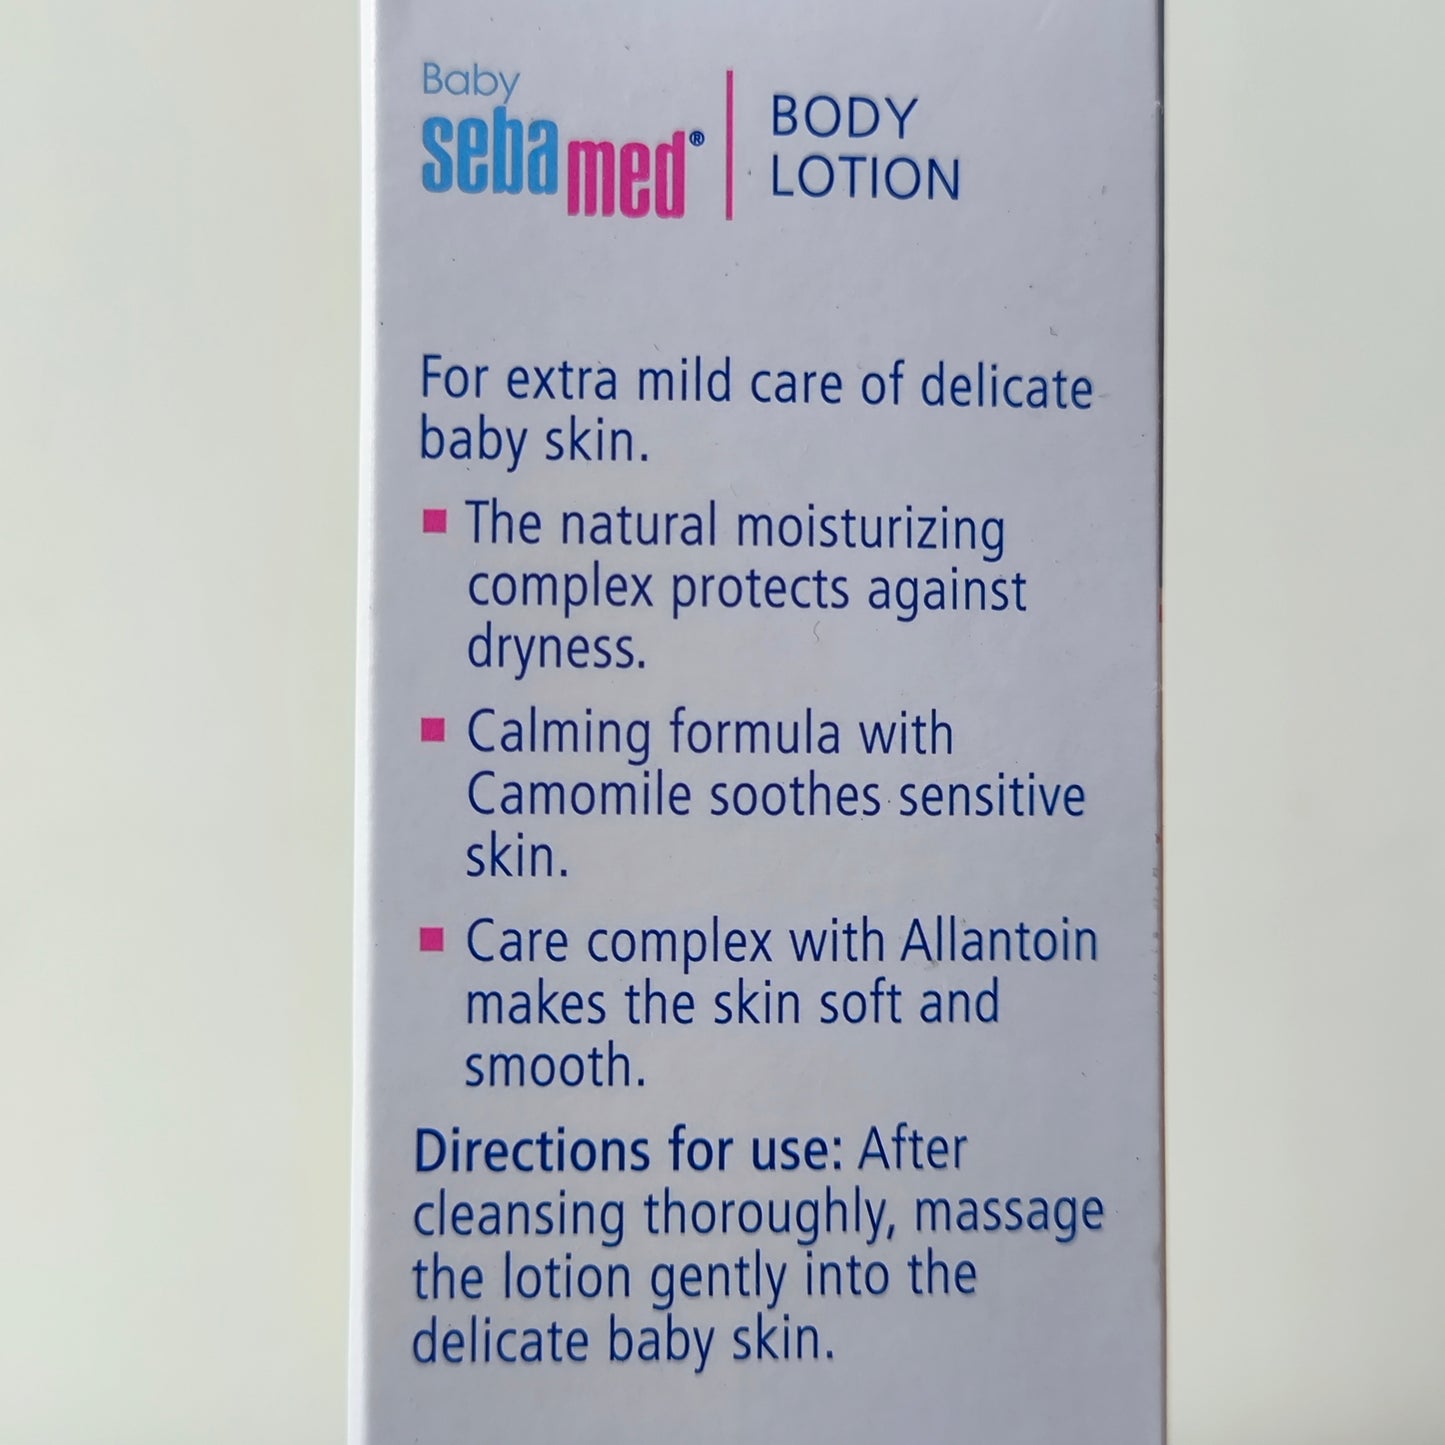 Baby
sebamed®
BODY
LOTION
For extra mild care of delicate
baby skin.
The natural moisturizing
complex protects against
dryness.
Calming formula with
Camomile soothes sensitive
skin.
Care complex with Allantoin
makes the skin soft and
smooth.
Directions for use: After
cleansing thoroughly, massage
the lotion gently into the
delicate baby skin.